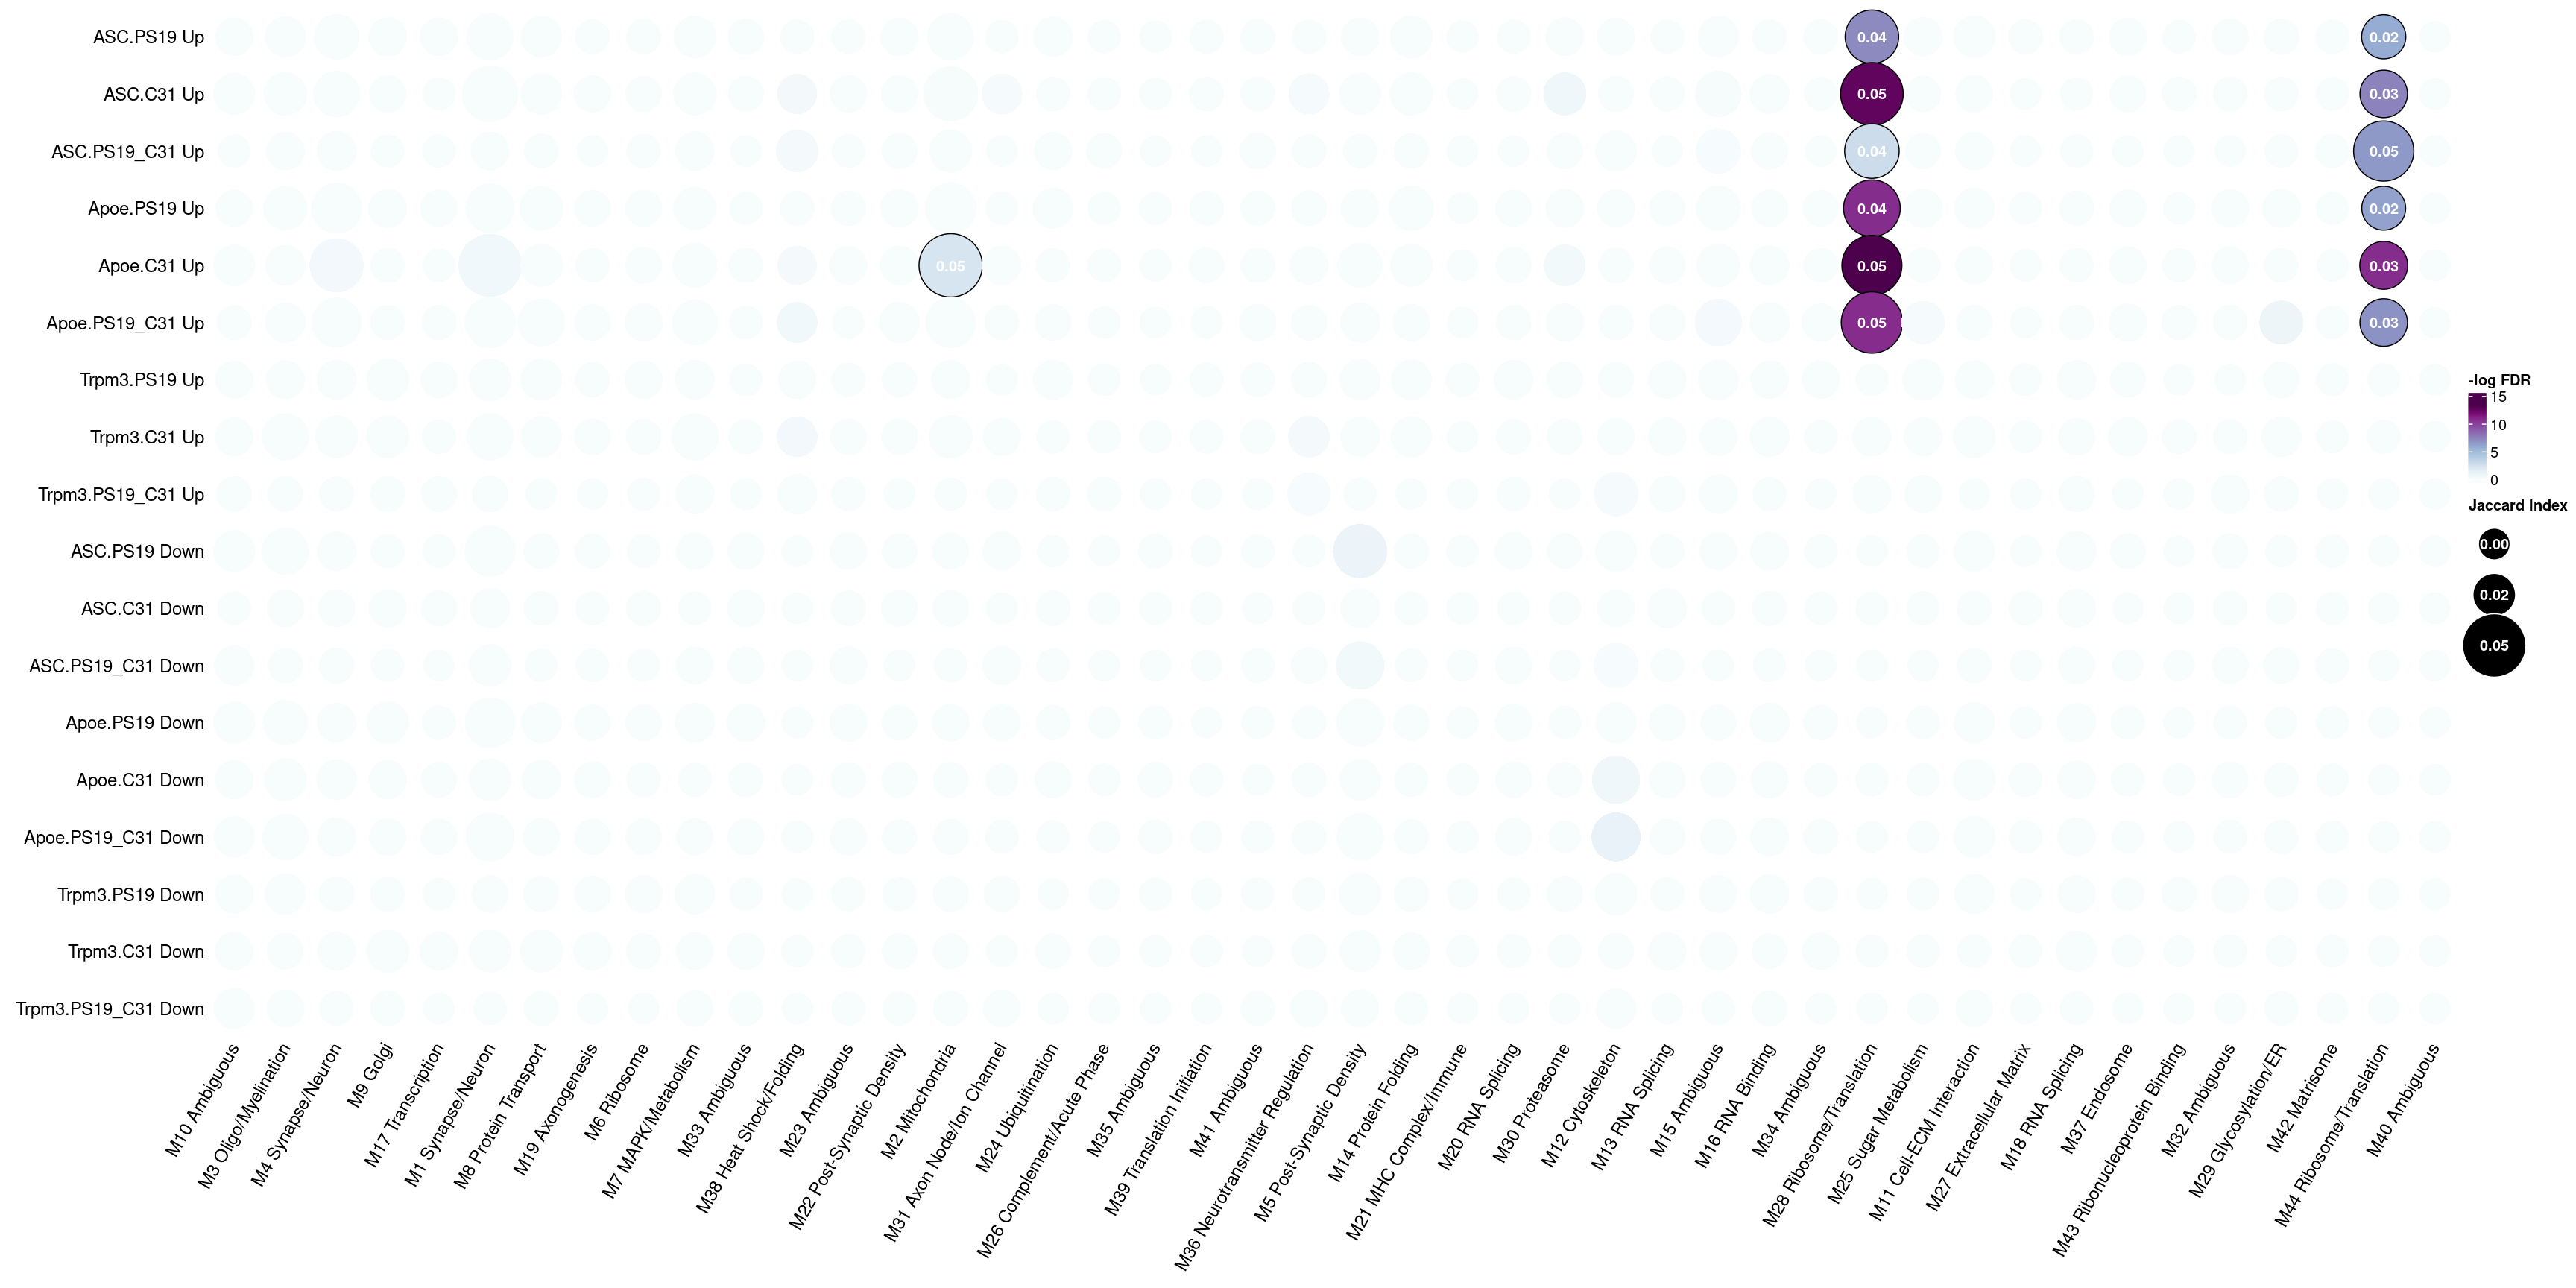 ASC.PS19 Up 0.04 0.02
ASC.C31 Up 0.05 0.03
ASC.PS19_C31 Up 0.04 0.05
Apoe.PS19 Up 0.04 0.02
Apoe.C31 Up 0.05 0.05 0.03
Apoe.PS19_C31 Up 0.05 0.03
Trpm3.PS19 Up
Trpm3.C31 Up
Trpm3.PS19_C31 Up
ASC.PS19 Down
ASC.C31 Down
ASC.PS19_C31 Down
Apoe.PS19 Down
Apoe.C31 Down
Apoe.PS19_C31 Down
Trpm3.PS19 Down
Trpm3.C31 Down
Trpm3.PS19_C31 Down
-log FDR
15
10
5
0
Jaccard Index
0.00
0.02
0.05
M10 Ambiguous
M3 Oligo/Myelination
M4 Synapse/Neuron
M9 Golgi
M17 Transcription
M1 Synapse/Neuron
M8 Protein Transport
M19 Axonogenesis
M6 Ribosome
M7 MAPK/Metabolism
M33 Ambiguous
M38 Heat Shock/Folding
M23 Ambiguous
M22 Post-Synaptic Density
M2 Mitochondria
M31 Axon Node/Ion Channel
M24 Ubiquitination
M26 Complement/Acute Phase
M35 Ambiguous
M39 Translation Initiation
M41 Ambiguous
M36 Neurotransmitter Regulation
M5 Post-Synaptic Density
M14 Protein Folding
M21 MHC Complex/Immune
M20 RNA Splicing
M30 Proteasome
M12 Cytoskeleton
M13 RNA Splicing
M15 Ambiguous
M16 RNA Binding
M34 Ambiguous
M28 Ribosome/Translation
M25 Sugar Metabolism
M11 Cell-ECM Interaction
M27 Extracellular Matrix
M18 RNA Splicing
M37 Endosome
M43 Ribonucleoprotein Binding
M32 Ambiguous
M29 Glycosylation/ER
M42 Matrisome
M44 Ribosome/Translation
M40 Ambiguous